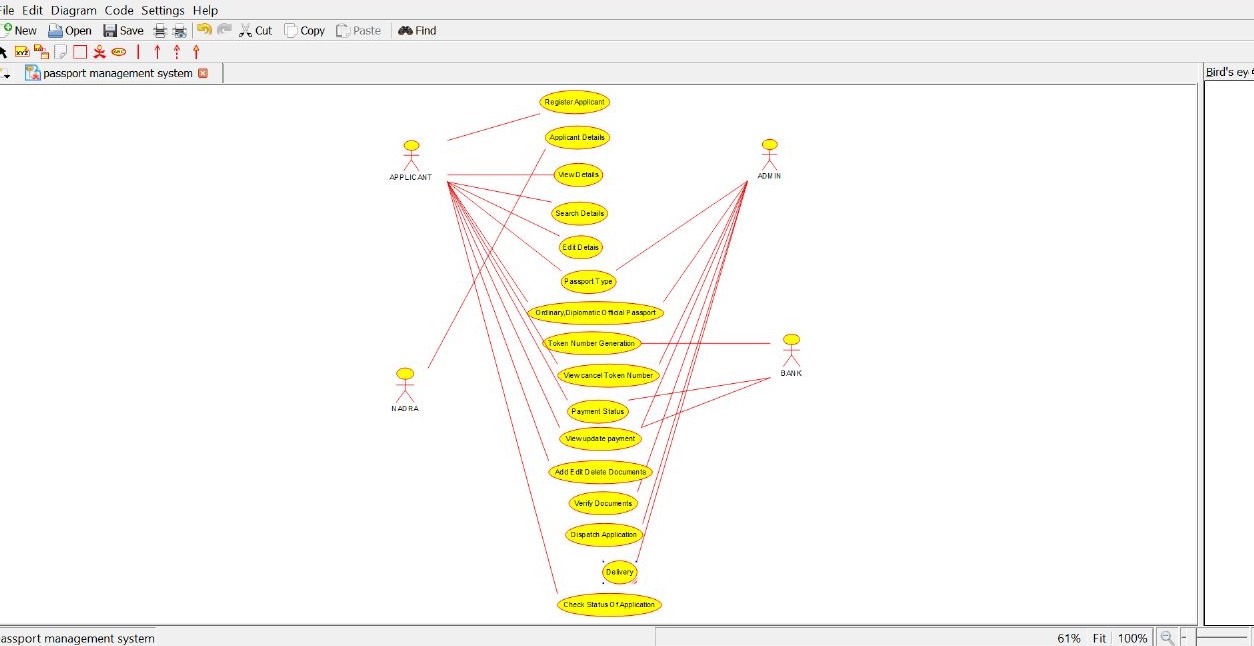 File Edit Diagram Code Settings Help
New Open Save Cut Copy Paste Find
passport management system
Bird's ey
Register Applicant
Applicant Details
APPLICANT
View Details
ADMIN
Search Details
Edit Detais
Passport Type
Ordinary,Diplomatic Official Passport
Token Number Generation
BANK
View cancel Token Number
NADRA
Payment Status
View update payment
Add Edit Delete Documents
Verify Documents
Dispatch Application
Delivery
Check Status Of Application
assport management system
61% Fit 100%